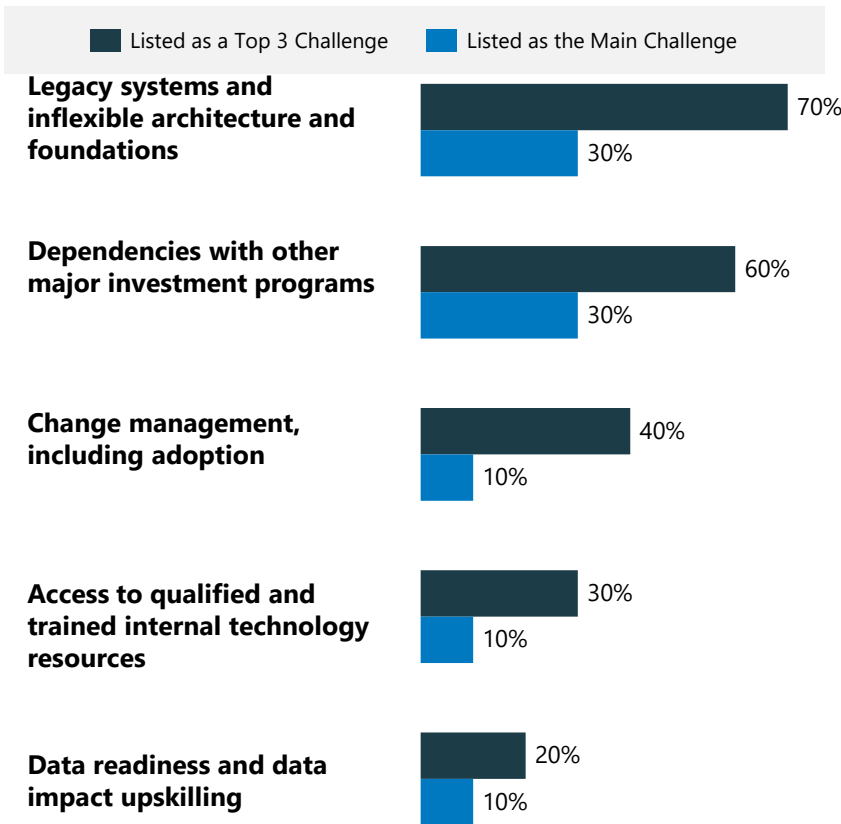 Listed as a Top 3 Challenge
Listed as the Main Challenge
Legacy systems and
inflexible architecture and
foundations
70%
30%
Dependencies with other
major investment programs
60%
30%
Change management,
including adoption
40%
10%
Access to qualified and
trained internal technology
resources
30%
10%
Data readiness and data
impact upskilling
20%
10%